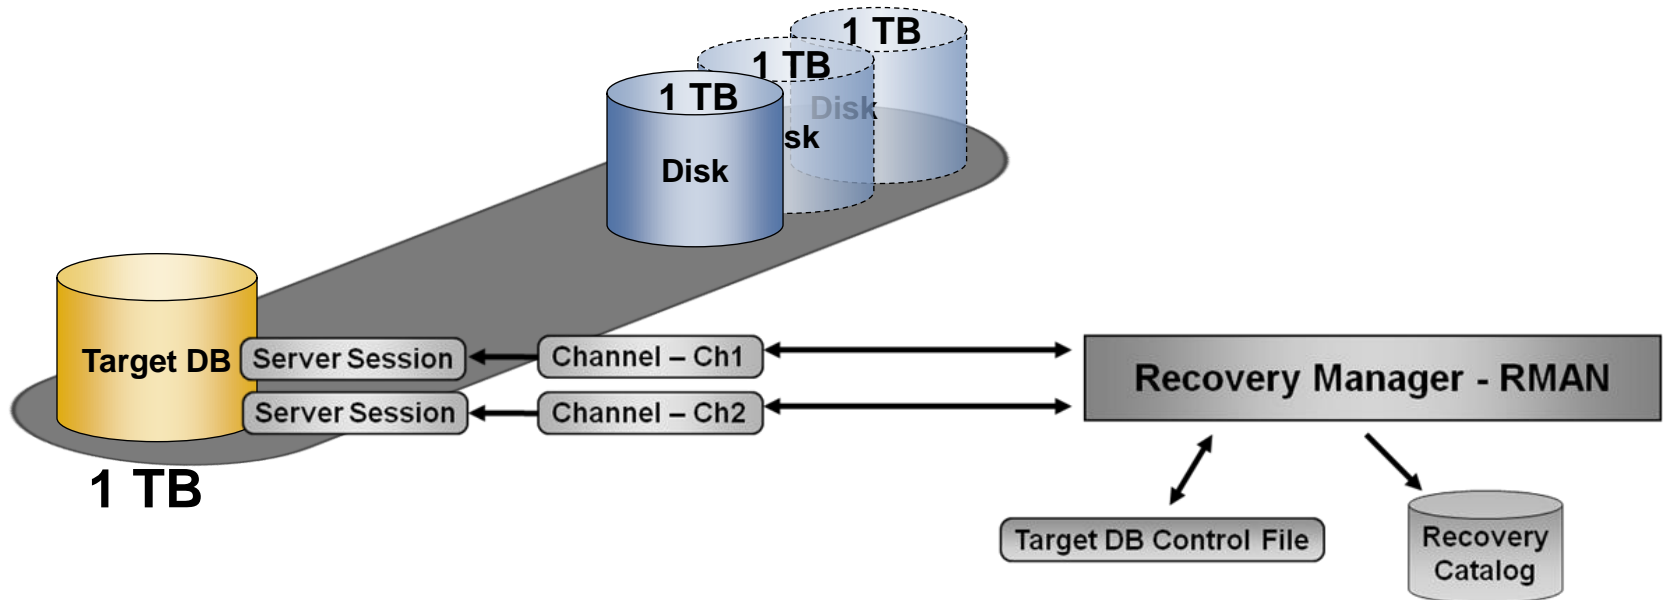 1 TB
1 TB
1 TB
Disk
sk
Disk
Target DB
Server Session
Channel – Ch1
Recovery Manager - RMAN
Server Session
Channel – Ch2
1 TB
Target DB Control File
Recovery
Catalog